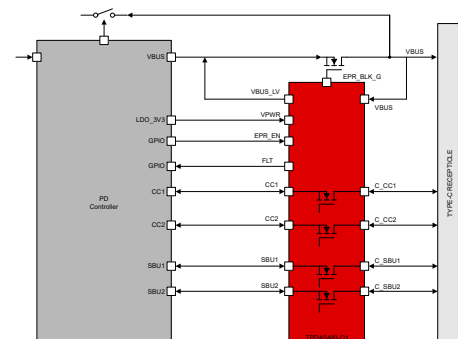 VBUS
VBUS
EPR_BLK_G
VBUS_LV
VBUS
LDO_3V3
VPWR
GPIO
EPR_EN
GPIO
FLT
CC1
CC1
C_CC1
PD
Controller
CC2
CC2
C_CC2
SBU1
SBU1
C_SBU1
SBU2
SBU2
C_SBU2
TYPE-C RECEPTICLE